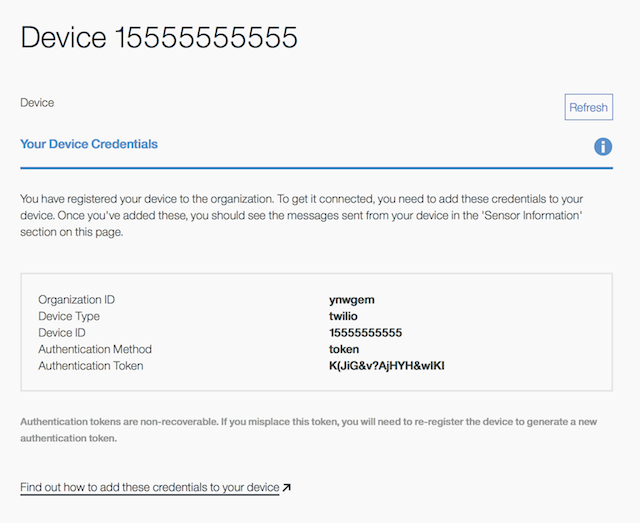 Device 15555555555
Device
Refresh
Your Device Credentials
i
You have registered your device to the organization. To get it connected, you need to add these credentials to your
device. Once you've added these, you should see the messages sent from your device in the 'Sensor Information'
section on this page.
Organization ID ynwgem
Device Type twilio
Device ID 15555555555
Authentication Method token
Authentication Token K(JiG&v?AjHYH&wIKI
Authentication tokens are non-recoverable. If you misplace this token, you will need to re-register the device to generate a new
authentication token.
Find out how to add these credentials to your device